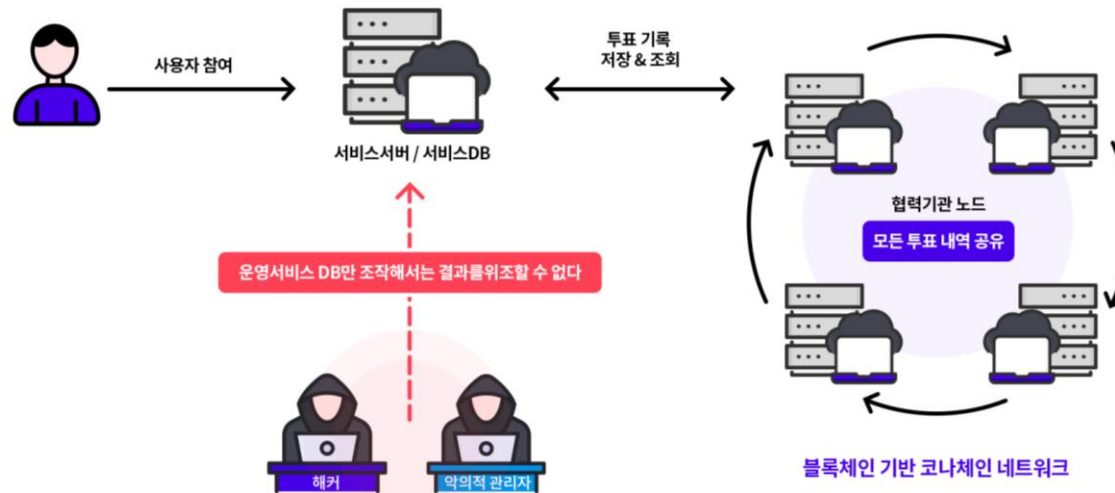 사용자 참여
투표 기록
저장 & 조회
서비스서버 / 서비스DB
협력기관 노드
모든 투표 내역 공유
운영서비스 DB만 조작해서는 결과를위조할 수 없다
해커
악의적 관리자
블록체인 기반 코나체인 네트워크